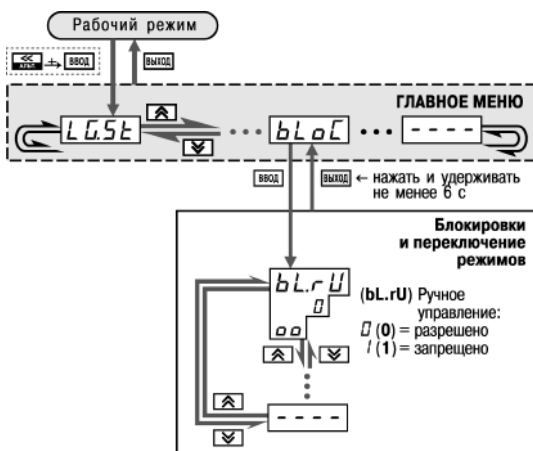 Рабочий режим
АЛЬТ. ВВОД ВЫХОД
ГЛАВНОЕ МЕНЮ
LG.St ••• bLoC ••• ----
ВВОД ВЫХОД ← нажать и удерживать
не менее 6 с
Блокировки
и переключение
режимов
bL.rU
0
oo
(bL.rU) Ручное
управление:
0 (0) = разрешено
1 (1) = запрещено
----